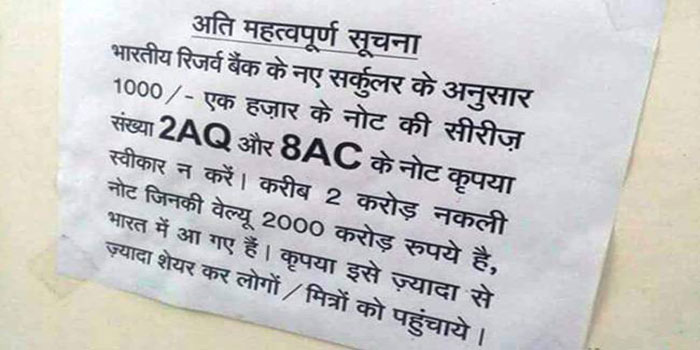 अति महत्वपूर्ण सूचना
भारतीय रिजर्व बैंक के नए सर्कुलर के अनुसार
1000/- एक हज़ार के नोट की सीरीज़
संख्या 2AQ और 8AC के नोट कृपया
स्वीकार न करें। करीब 2 करोड़ नकली
नोट जिनकी वेल्यू 2000 करोड़ रुपये है,
भारत में आ गए हैं। कृपया इसे ज़्यादा से
ज़्यादा शेयर कर लोगों / मित्रों को पहुंचाये।